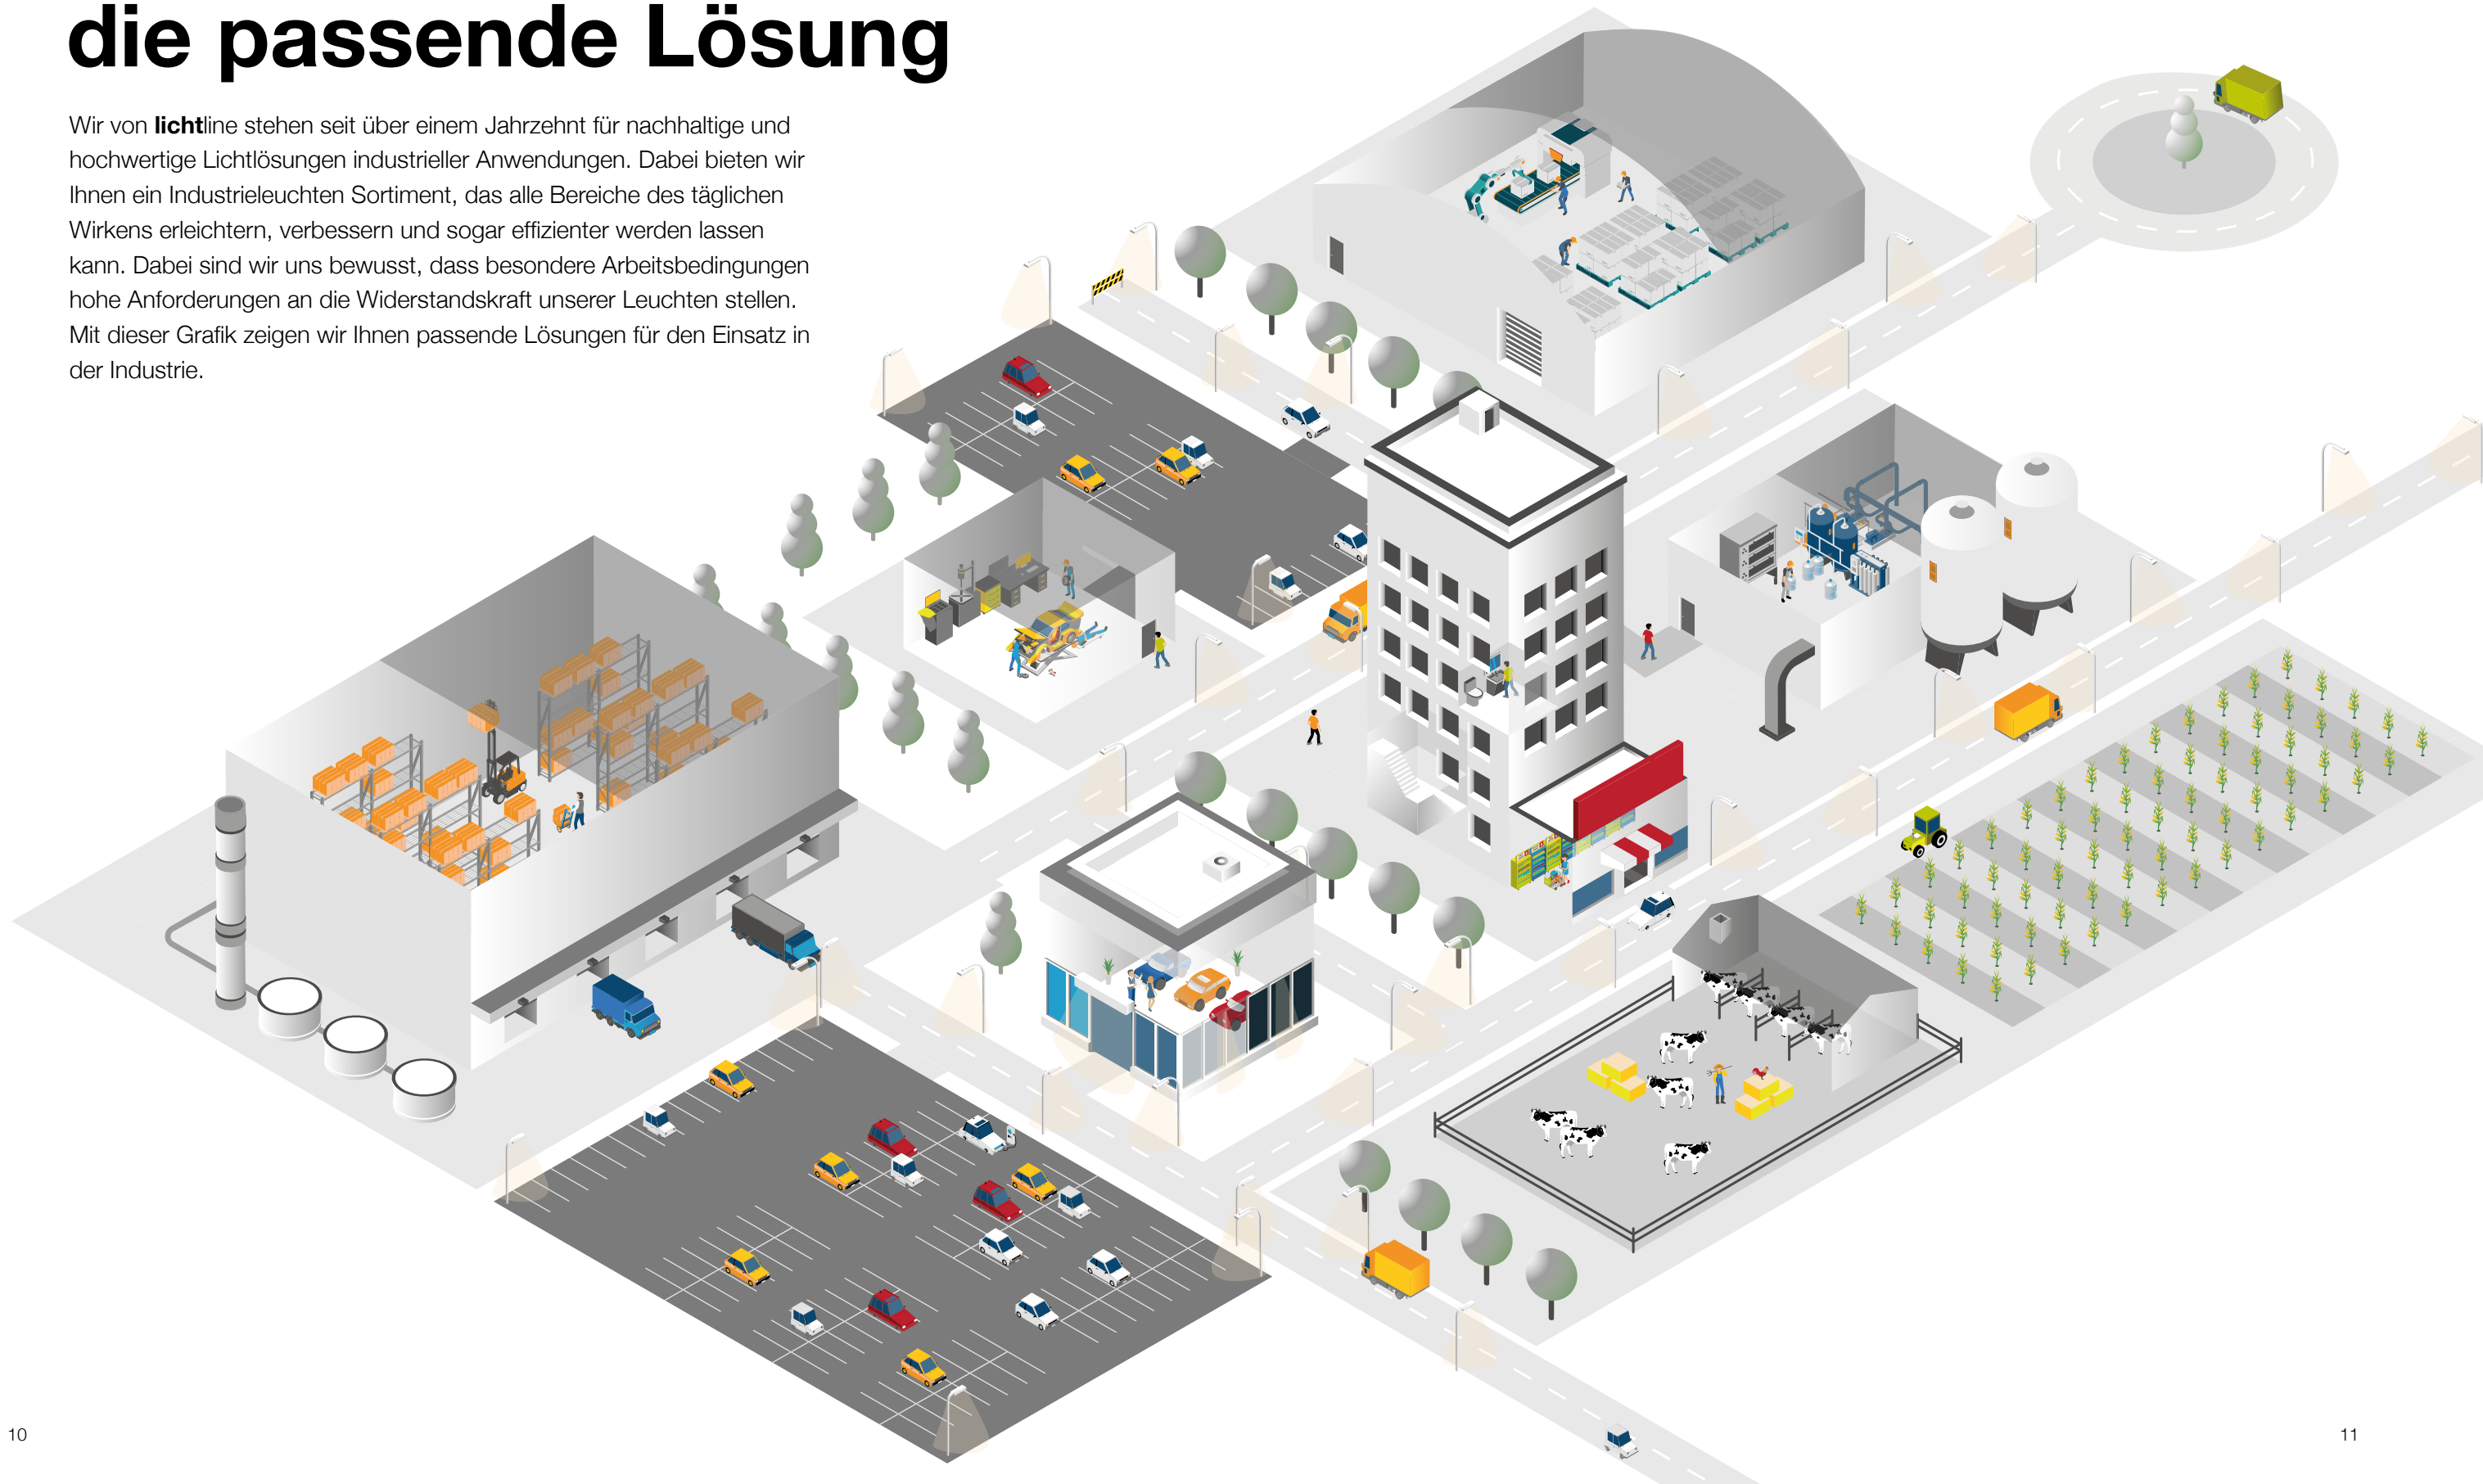 die passende Lösung
Wir von lichtline stehen seit über einem Jahrzehnt für nachhaltige und
hochwertige Lichtlösungen industrieller Anwendungen. Dabei bieten wir
Ihnen ein Industrieleuchten Sortiment, das alle Bereiche des täglichen
Wirkens erleichtern, verbessern und sogar effizienter werden lassen
kann. Dabei sind wir uns bewusst, dass besondere Arbeitsbedingungen
hohe Anforderungen an die Widerstandskraft unserer Leuchten stellen.
Mit dieser Grafik zeigen wir Ihnen passende Lösungen für den Einsatz in
der Industrie.
10
11